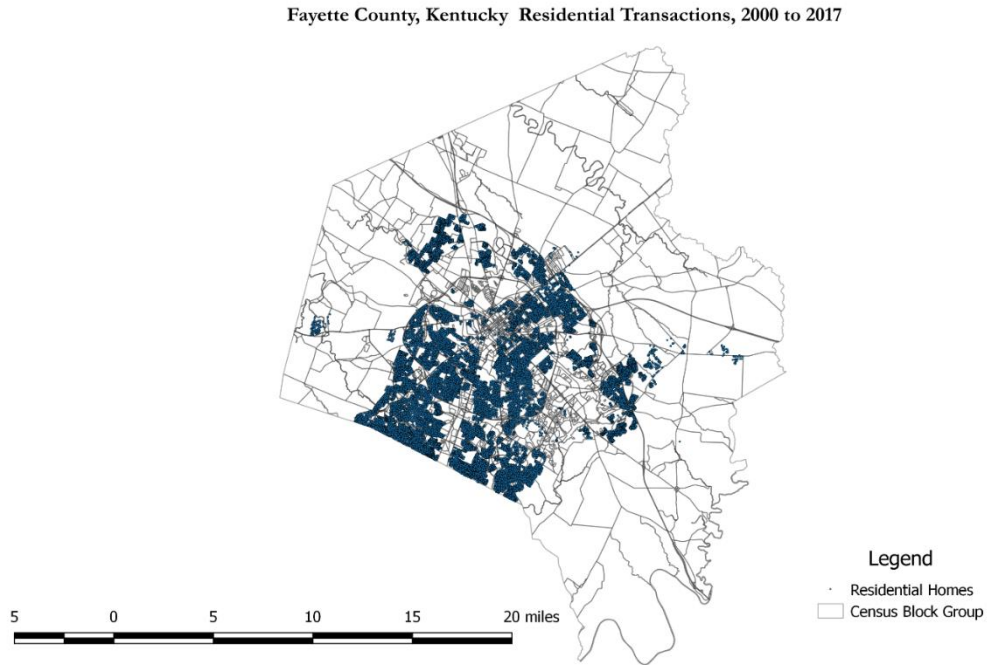 Fayette County, Kentucky Residential Transactions, 2000 to 2017
Legend
Residential Homes
Census Block Group
5 0 5 10 15 20 miles